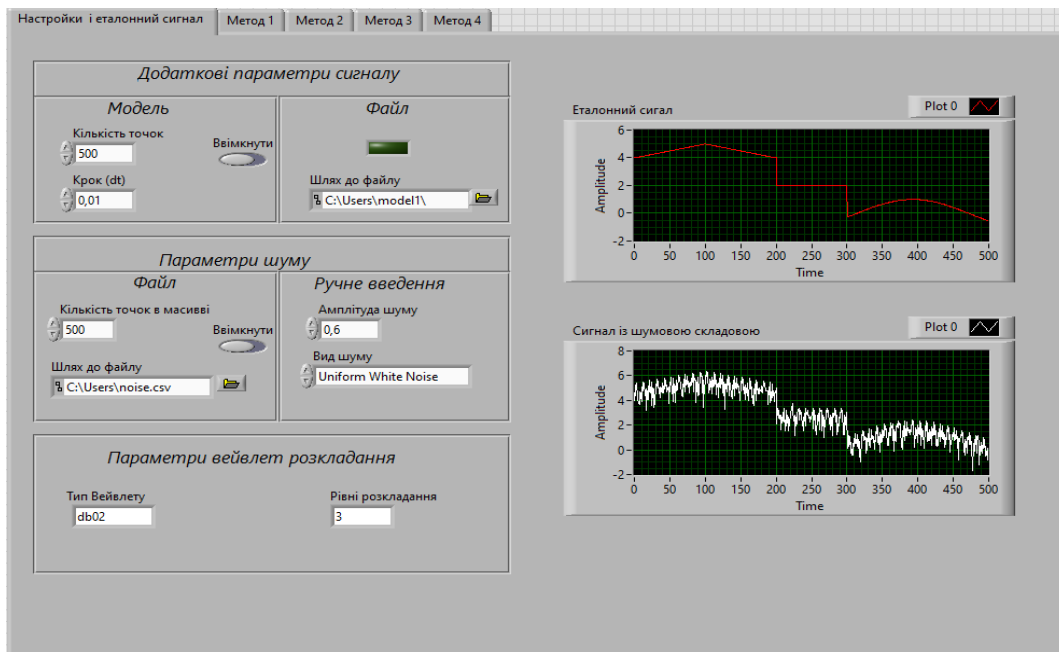 Настройки і еталонний сигнал
Метод 1
Метод 2
Метод 3
Метод 4
Додаткові параметри сигналу
Модель
Кількість точок
500
Ввімкнути
Крок (dt)
0,01
Файл
Шлях до файлу
C:\Users\model1\
Параметри шуму
Файл
Кількість точок в масивві
500
Ввімкнути
Шлях до файлу
C:\Users\noise.csv
Ручне введення
Амплітуда шуму
0,6
Вид шуму
Uniform White Noise
Параметри вейвлет розкладання
Тип Вейвлету
db02
Рівні розкладання
3
Еталонний сигал
Plot 0
Amplitude
6
4
2
0
-2
0 50 100 150 200 250 300 350 400 450 500
Time
Сигнал із шумовою складовою
Plot 0
Amplitude
8
6
4
2
0
-2
0 50 100 150 200 250 300 350 400 450 500
Time